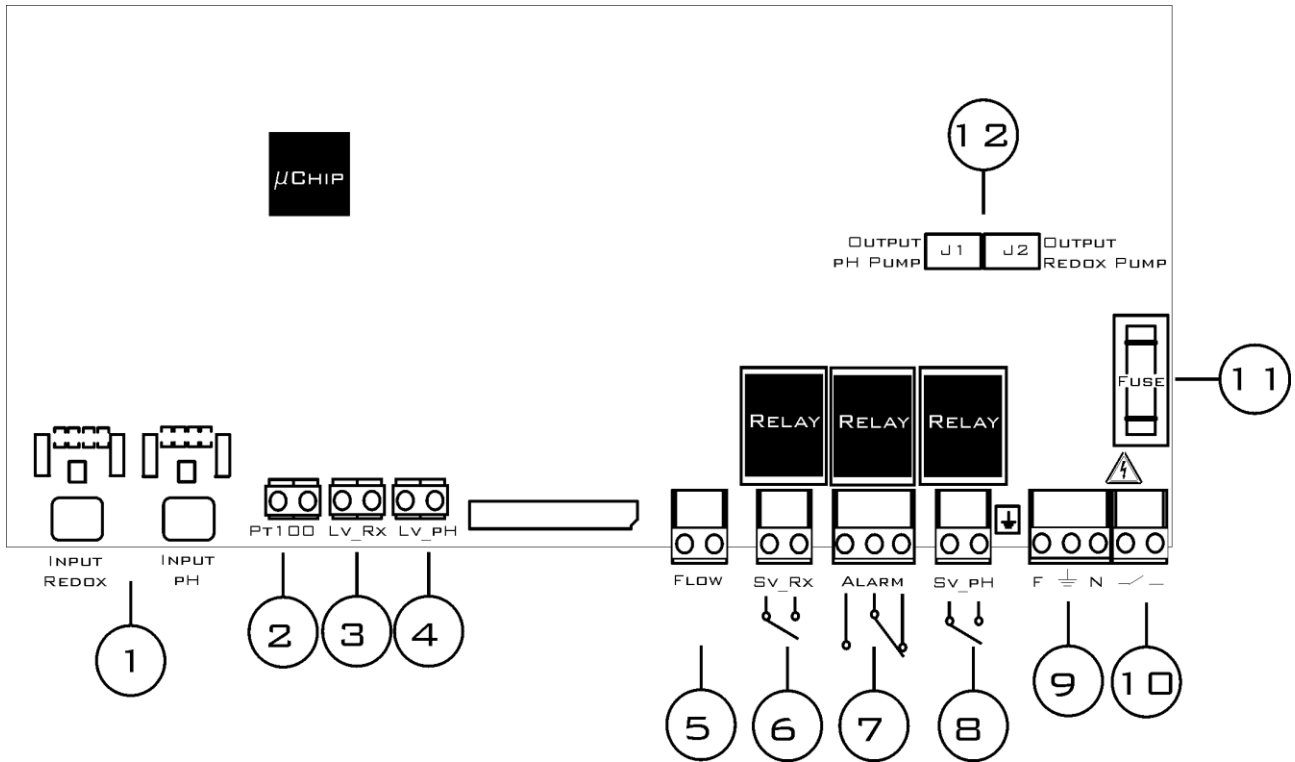 12
µCHIP
OUTPUT
PH PUMP
J1
J2
OUTPUT
REDOX PUMP
FUSE
11
RELAY
RELAY
RELAY
PT100
LV_RX
LV_PH
INPUT
REDOX
INPUT
PH
FLOW
SV_RX
ALARM
SV_PH
F
N
1
2
3
4
5
6
7
8
9
10